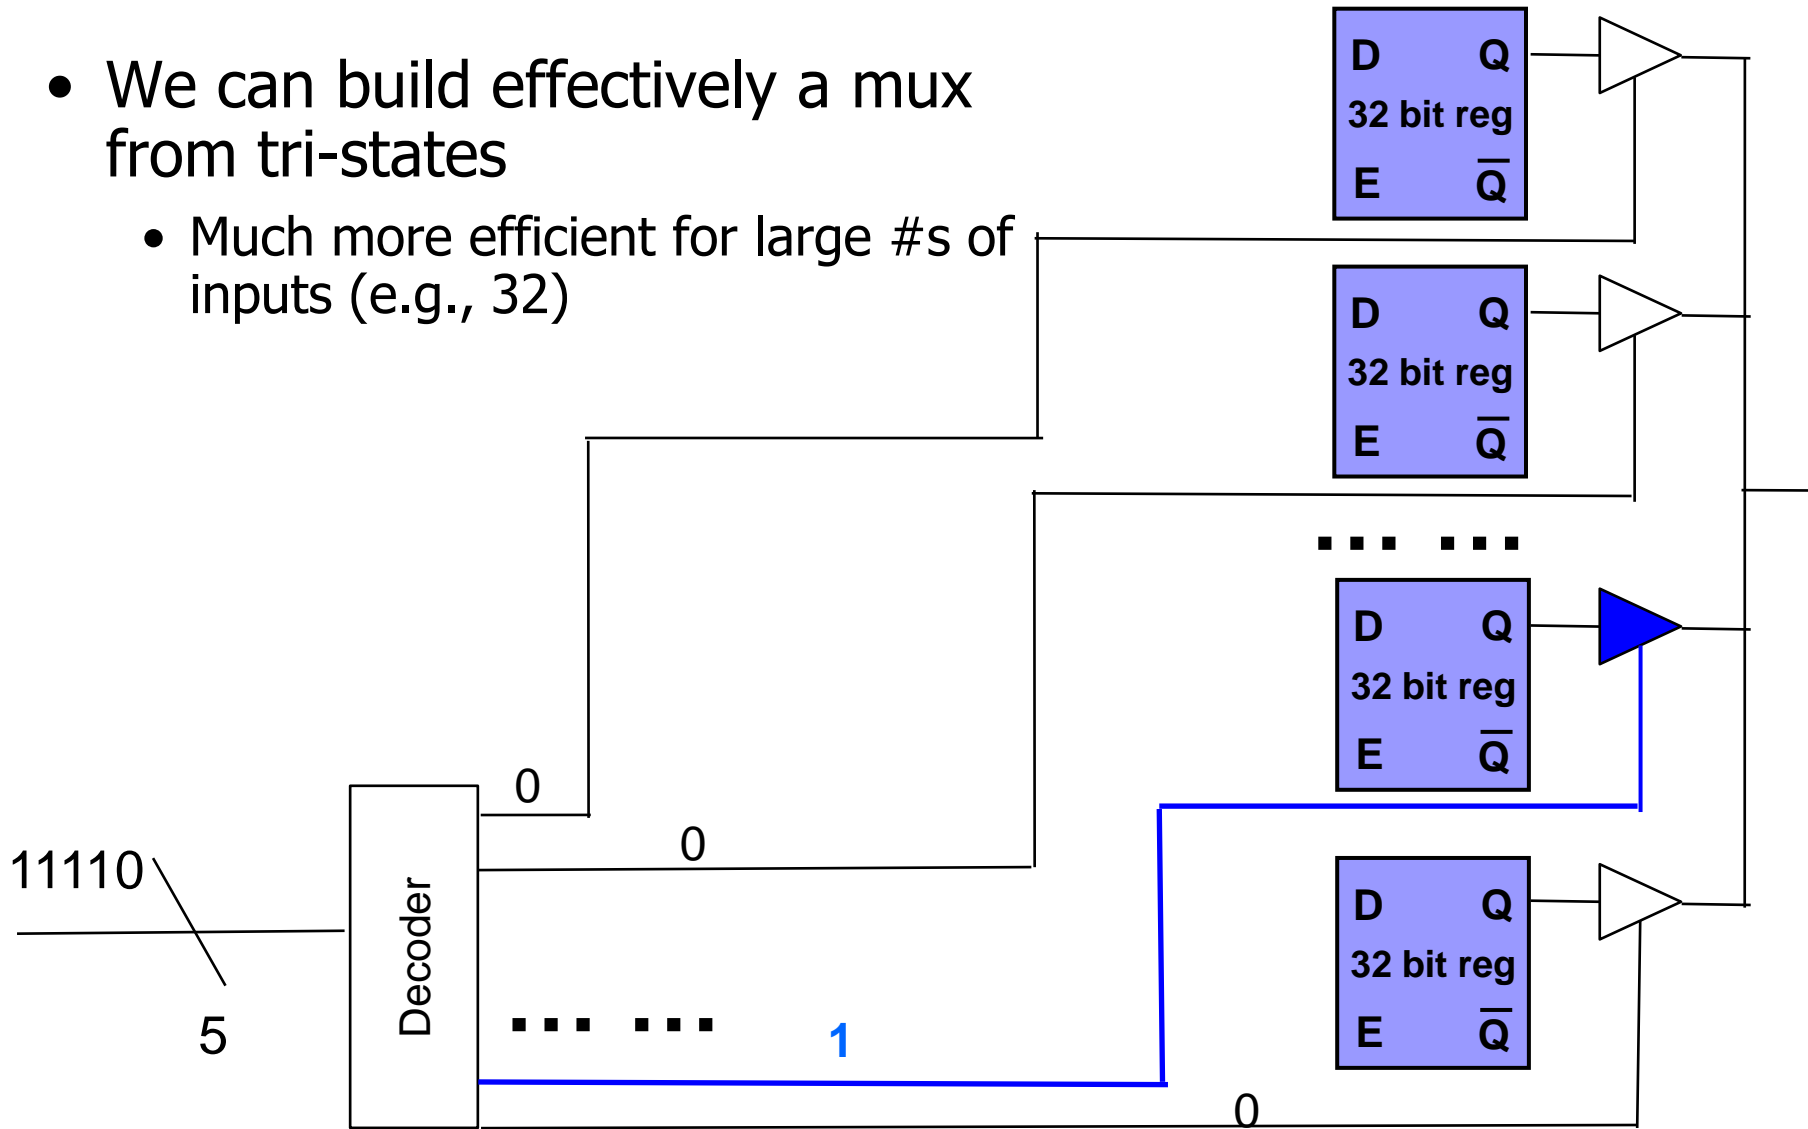 • We can build effectively a mux
from tri-states
• Much more efficient for large #s of
inputs (e.g., 32)
D Q
32 bit reg
E Q̅
D Q
32 bit reg
E Q̅
... ...
D Q
32 bit reg
E Q̅
D Q
32 bit reg
E Q̅
0
0
11110
5
Decoder
... ...
1
0